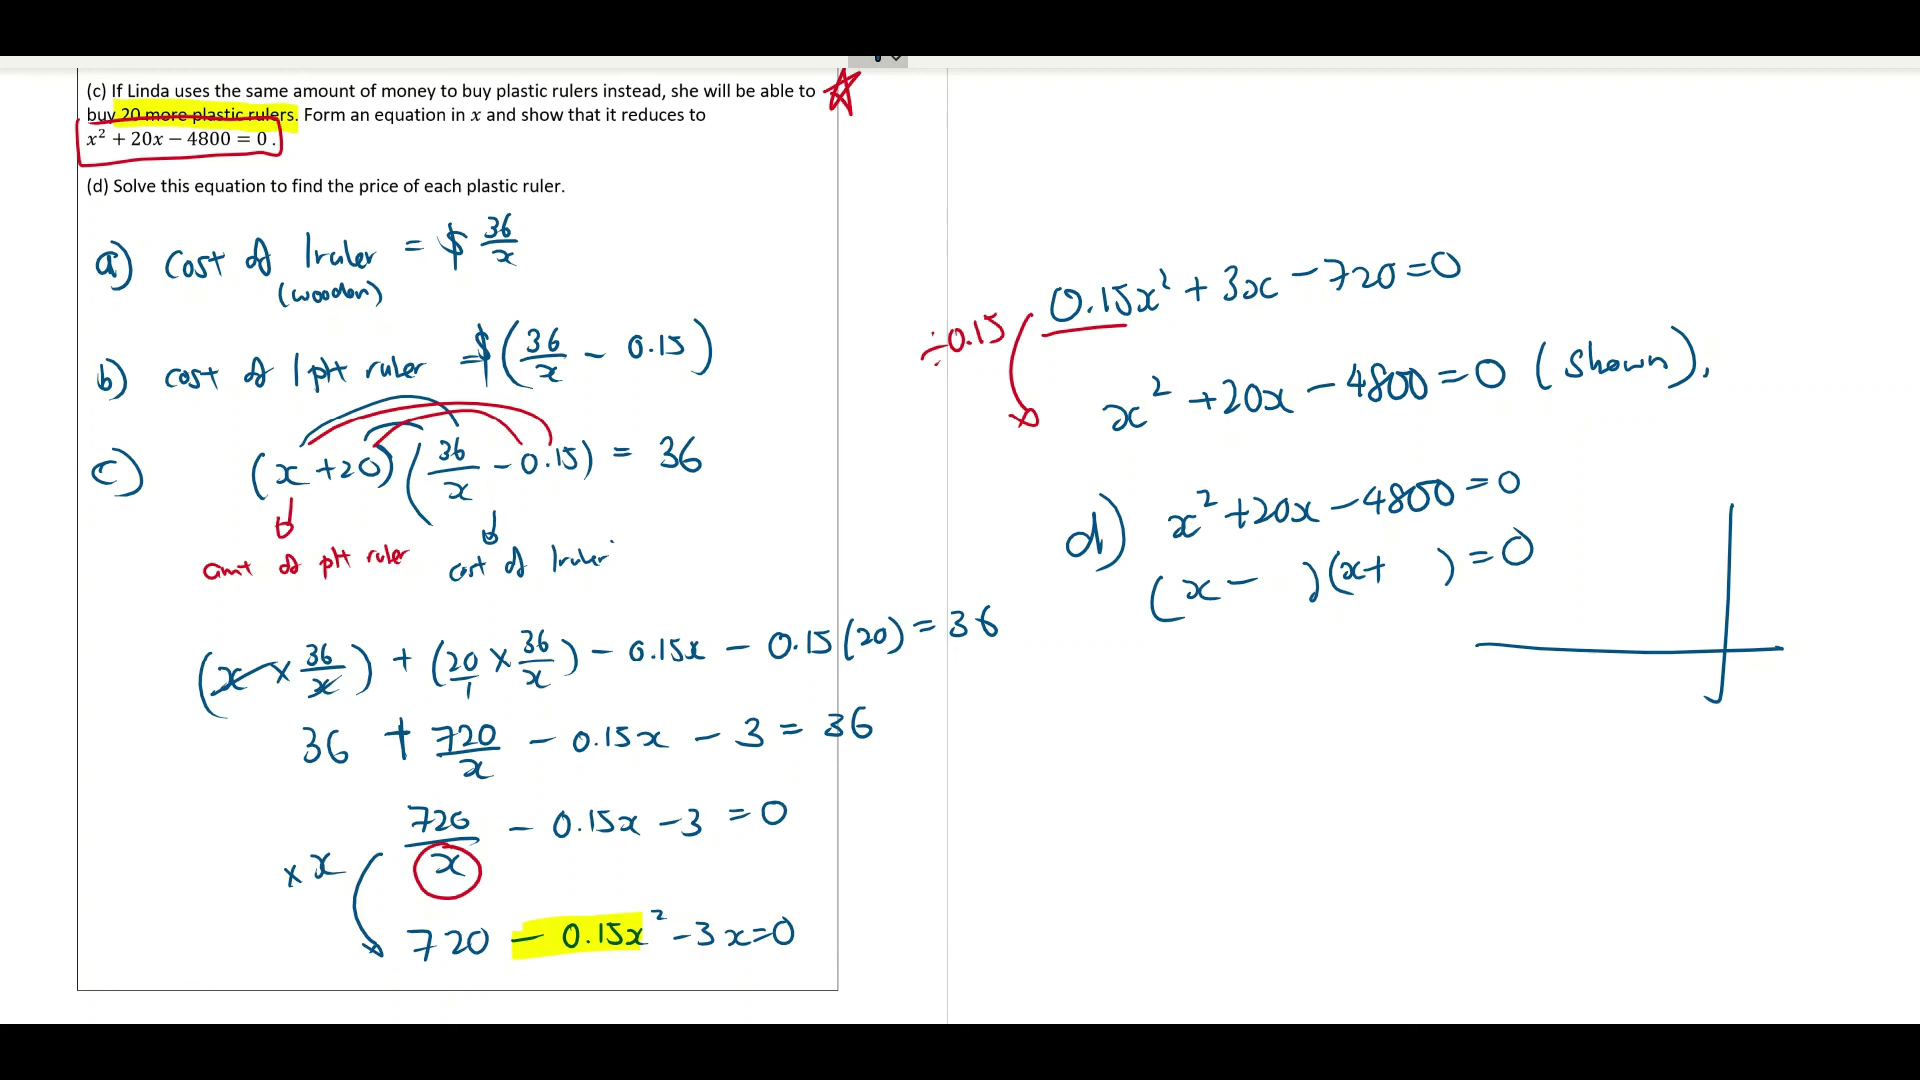 (c) If Linda uses the same amount of money to buy plastic rulers instead, she will be able to
buy 20 more plastic rulers. Form an equation in x and show that it reduces to
x² + 20x − 4800 = 0 .
(d) Solve this equation to find the price of each plastic ruler.
a) Cost of 1 ruler = $ 36/x
(wooden)
b) cost of 1 plt ruler = $(36/x − 0.15)
c) (x + 20)(36/x − 0.15) = 36
amt of plt ruler cost of 1 ruler
(x × 36/x) + (20/1 × 36/x) − 0.15x − 0.15(20) = 36
36 + 720/x − 0.15x − 3 = 36
720/x − 0.15x − 3 = 0
× x
720 − 0.15x² − 3x = 0
0.15x² + 3x − 720 = 0
÷0.15
x² + 20x − 4800 = 0 (shown),
d) x² + 20x − 4800 = 0
(x − )(x + ) = 0